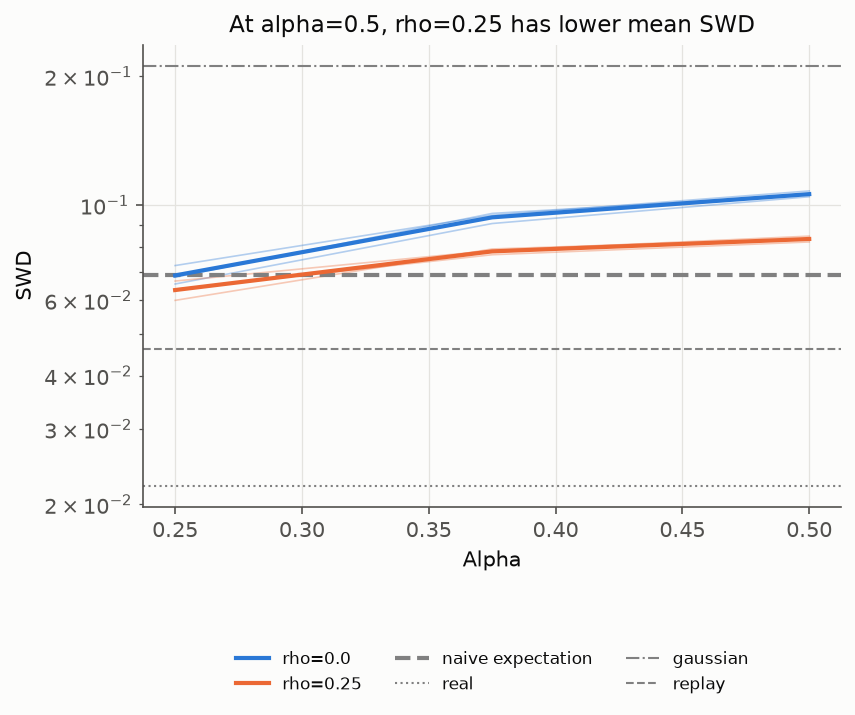 At alpha=0.5, rho=0.25 has lower mean SWD
SWD
2 × 10⁻¹
10⁻¹
6 × 10⁻²
4 × 10⁻²
3 × 10⁻²
2 × 10⁻²
0.25 0.30 0.35 0.40 0.45 0.50
Alpha
rho=0.0 naive expectation gaussian
rho=0.25 real replay